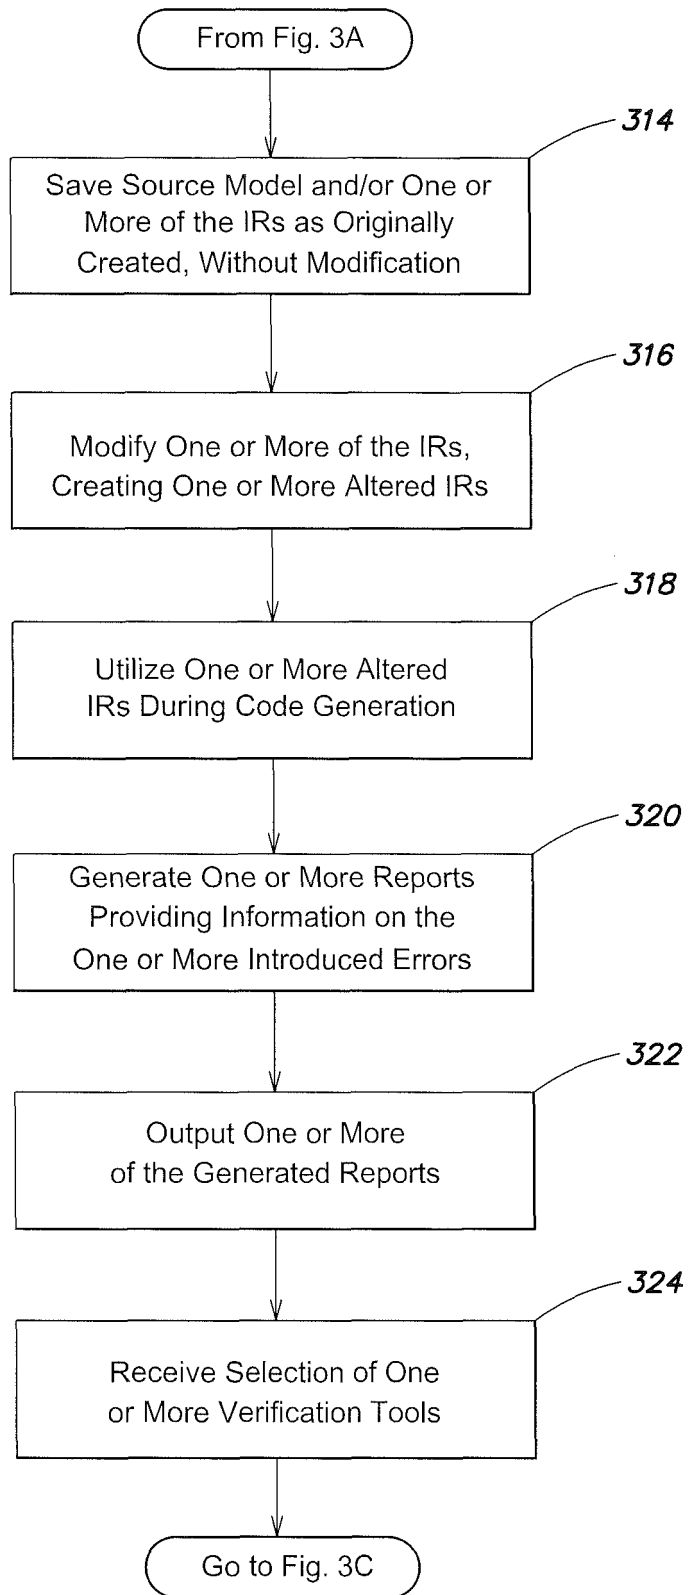 From Fig. 3A
314
Save Source Model and/or One or
More of the IRs as Originally
Created, Without Modification
316
Modify One or More of the IRs,
Creating One or More Altered IRs
318
Utilize One or More Altered
IRs During Code Generation
320
Generate One or More Reports
Providing Information on the
One or More Introduced Errors
322
Output One or More
of the Generated Reports
324
Receive Selection of One
or More Verification Tools
Go to Fig. 3C